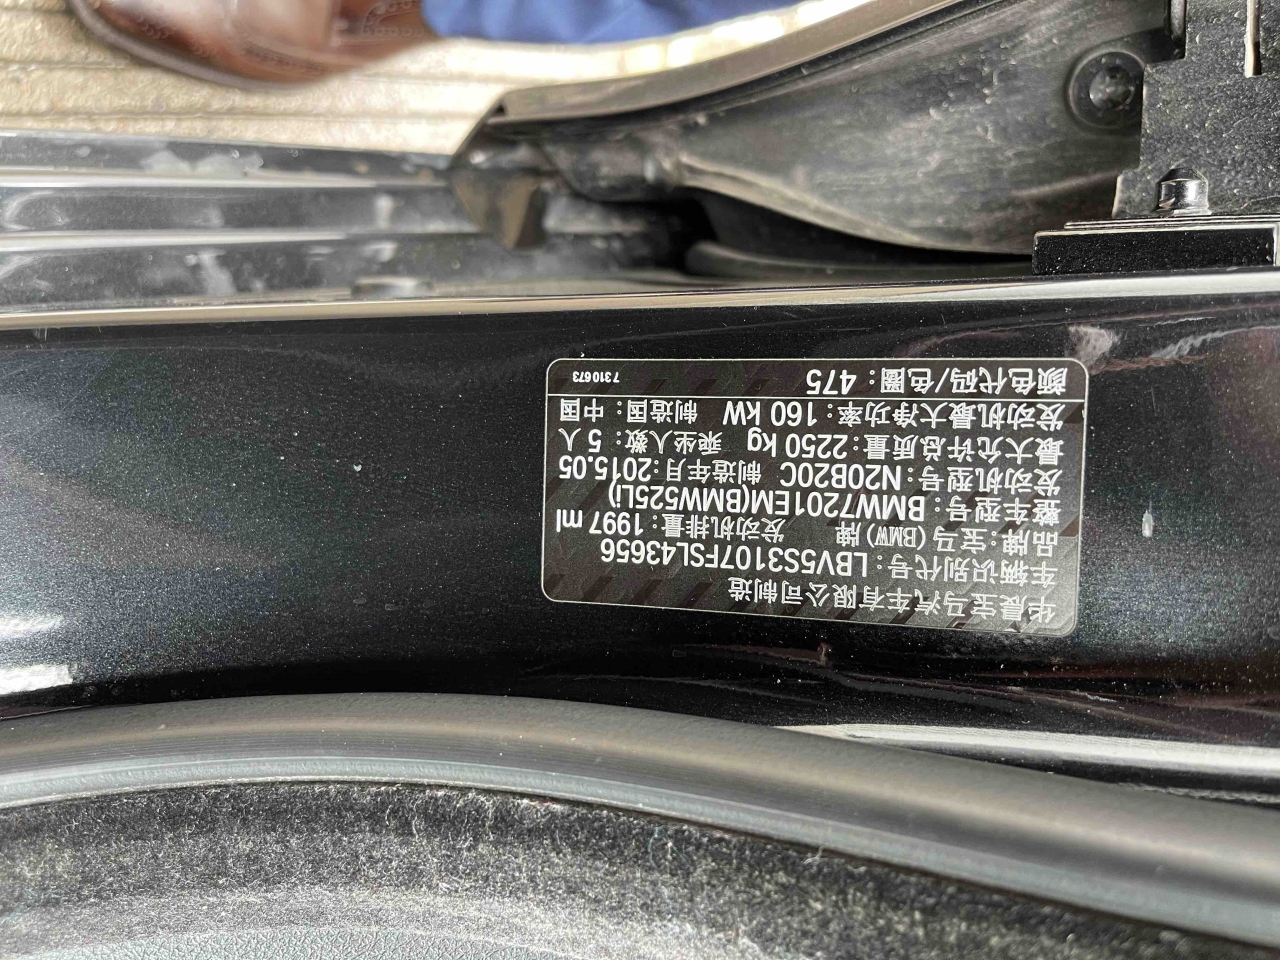 华晨宝马汽车有限公司制造
车辆识别代号：LBV5S3107FSL43656
品牌：宝马(BMW)牌 发动机排量：1997 ml
整车型号：BMW7201EM(BMW525Li)
发动机型号：N20B20C 制造年月：2015.05
最大允许总质量：2250 kg 乘坐人数：5 人
发动机最大净功率：160 kW 制造国：中国
颜色代码/色圈：475 7310673